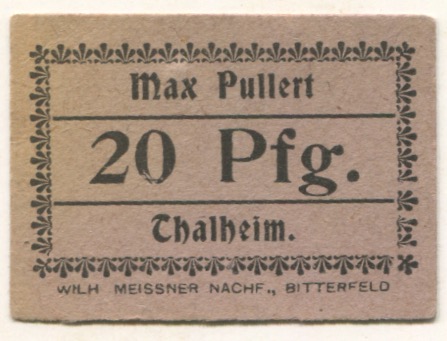 Max Pullert
20 Pfg.
Thalheim.
WILH MEISSNER NACHF., BITTERFELD